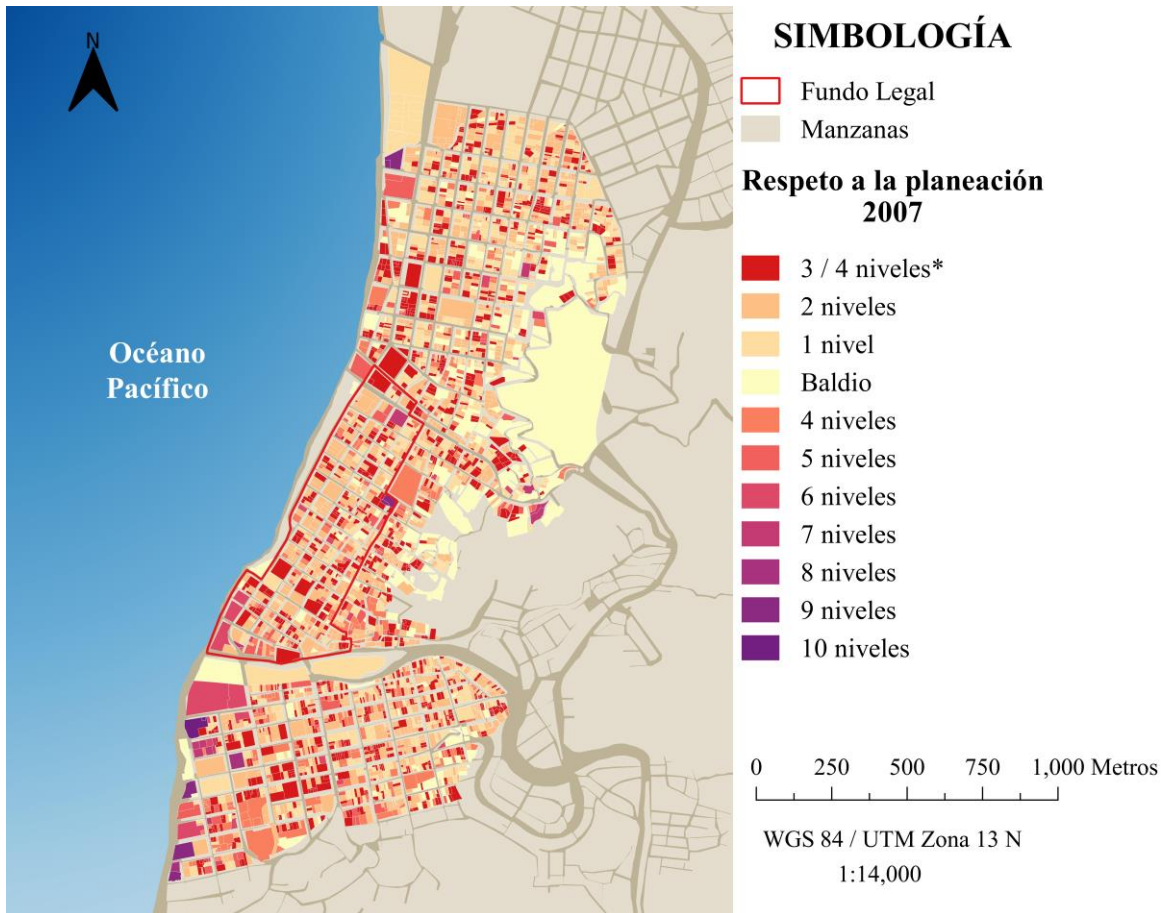 N
Océano
Pacífico
SIMBOLOGÍA
Fundo Legal
Manzanas
Respeto a la planeación
2007
3 / 4 niveles*
2 niveles
1 nivel
Baldio
4 niveles
5 niveles
6 niveles
7 niveles
8 niveles
9 niveles
10 niveles
0 250 500 750 1,000 Metros
WGS 84 / UTM Zona 13 N
1:14,000